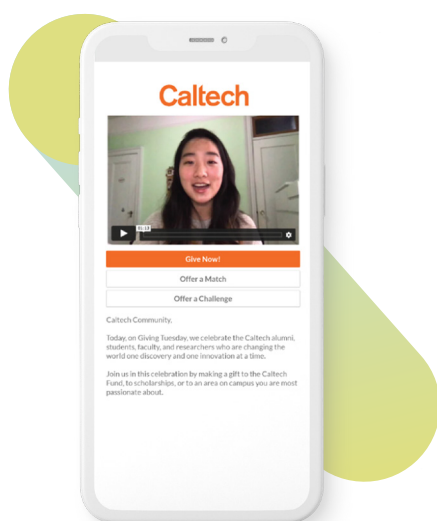 Caltech
01:18
Give Now!
Offer a Match
Offer a Challenge
Caltech Community,
Today, on Giving Tuesday, we celebrate the Caltech alumni,
students, faculty, and researchers who are changing the
world one discovery and one innovation at a time.
Join us in this celebration by making a gift to the Caltech
Fund, to scholarships, or to an area on campus you are most
passionate about.